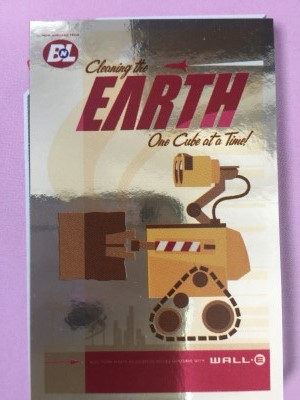 BNL
Cleaning the
EARTH
One Cube at a Time!
WALL·E